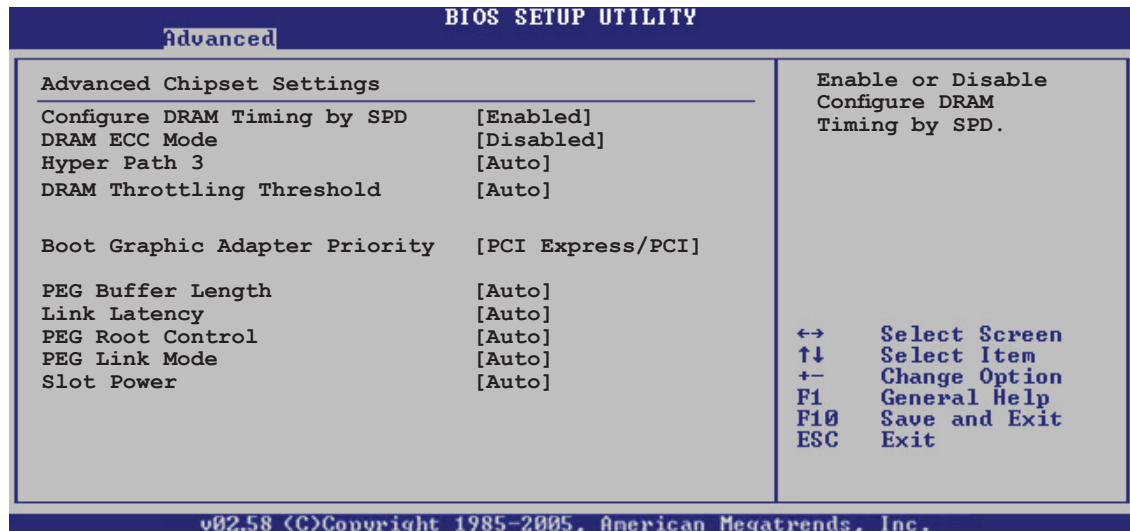 BIOS SETUP UTILITY
Advanced
Advanced Chipset Settings
Configure DRAM Timing by SPD [Enabled]
DRAM ECC Mode [Disabled]
Hyper Path 3 [Auto]
DRAM Throttling Threshold [Auto]
Boot Graphic Adapter Priority [PCI Express/PCI]
PEG Buffer Length [Auto]
Link Latency [Auto]
PEG Root Control [Auto]
PEG Link Mode [Auto]
Slot Power [Auto]
Enable or Disable
Configure DRAM
Timing by SPD.
←→ Select Screen
↑↓ Select Item
+- Change Option
F1 General Help
F10 Save and Exit
ESC Exit
v02.58 (C)Copyright 1985-2005, American Megatrends, Inc.